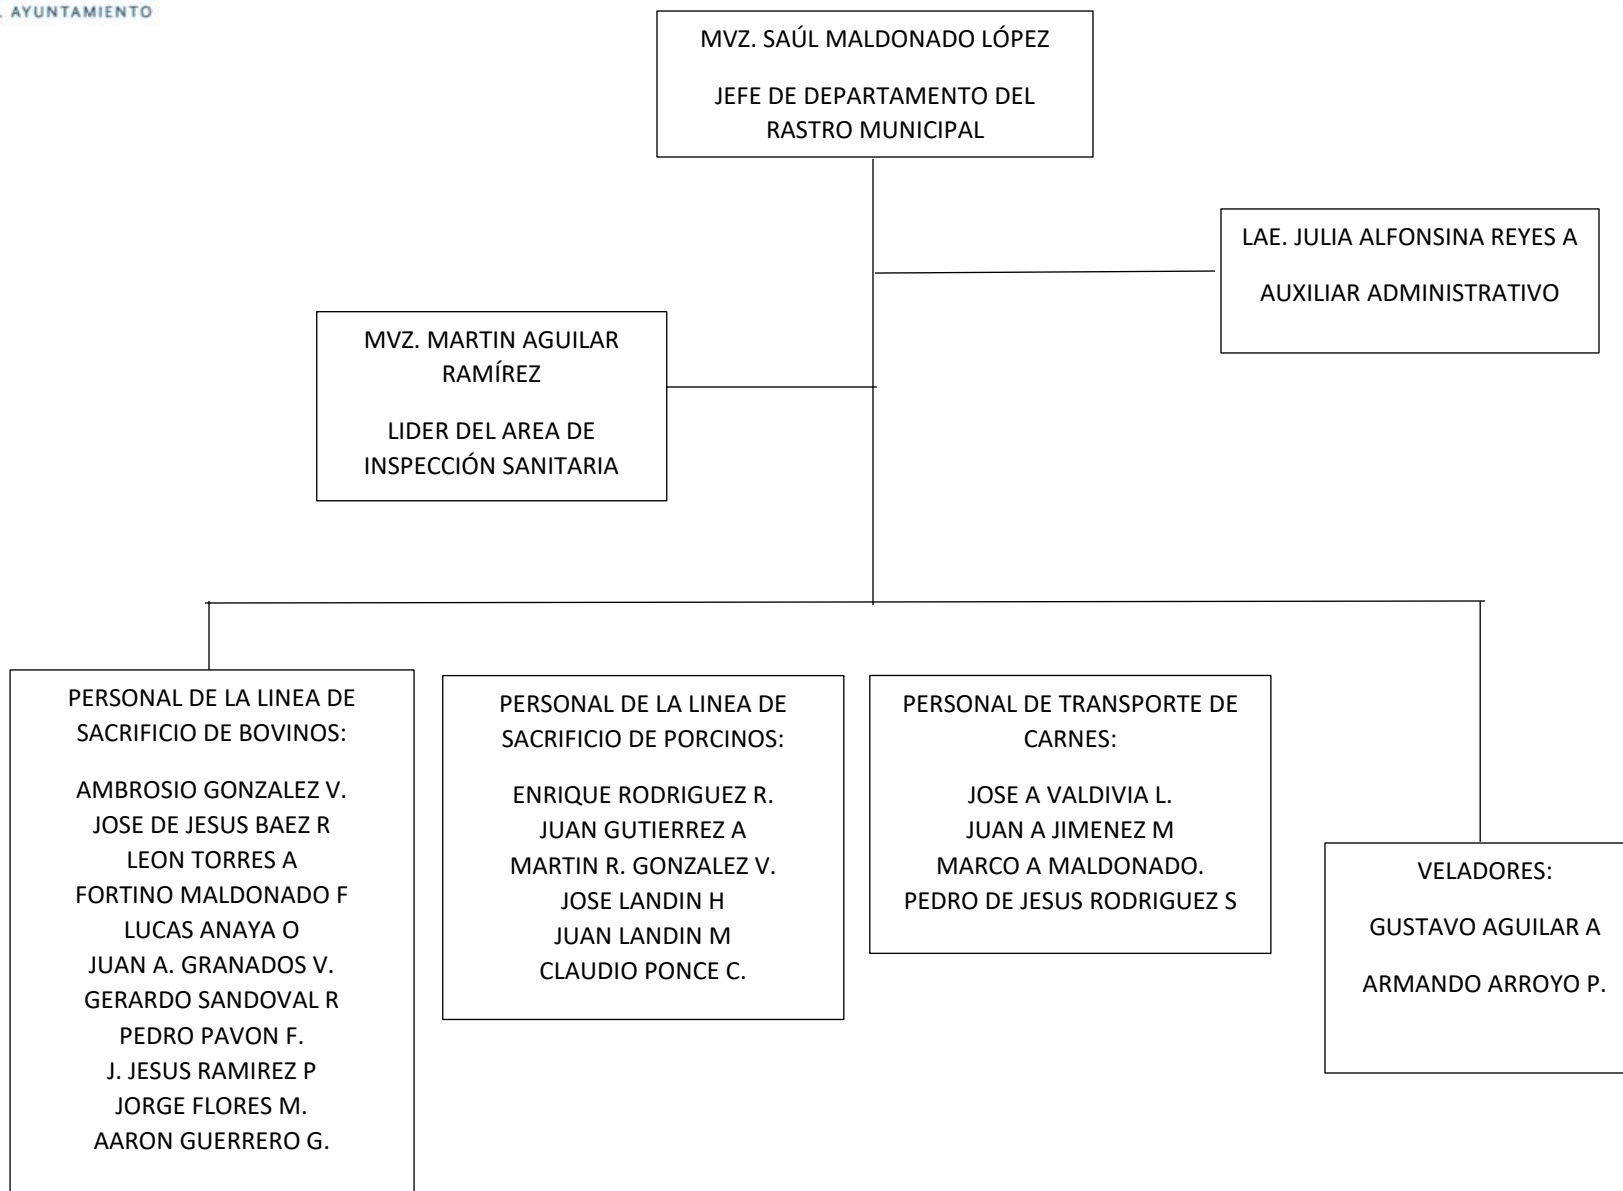 . AYUNTAMIENTO
MVZ. SAÚL MALDONADO LÓPEZ
JEFE DE DEPARTAMENTO DEL
RASTRO MUNICIPAL
LAE. JULIA ALFONSINA REYES A
AUXILIAR ADMINISTRATIVO
MVZ. MARTIN AGUILAR
RAMÍREZ
LIDER DEL AREA DE
INSPECCIÓN SANITARIA
PERSONAL DE LA LINEA DE
SACRIFICIO DE BOVINOS:
AMBROSIO GONZALEZ V.
JOSE DE JESUS BAEZ R
LEON TORRES A
FORTINO MALDONADO F
LUCAS ANAYA O
JUAN A. GRANADOS V.
GERARDO SANDOVAL R
PEDRO PAVON F.
J. JESUS RAMIREZ P
JORGE FLORES M.
AARON GUERRERO G.
PERSONAL DE LA LINEA DE
SACRIFICIO DE PORCINOS:
ENRIQUE RODRIGUEZ R.
JUAN GUTIERREZ A
MARTIN R. GONZALEZ V.
JOSE LANDIN H
JUAN LANDIN M
CLAUDIO PONCE C.
PERSONAL DE TRANSPORTE DE
CARNES:
JOSE A VALDIVIA L.
JUAN A JIMENEZ M
MARCO A MALDONADO.
PEDRO DE JESUS RODRIGUEZ S
VELADORES:
GUSTAVO AGUILAR A
ARMANDO ARROYO P.